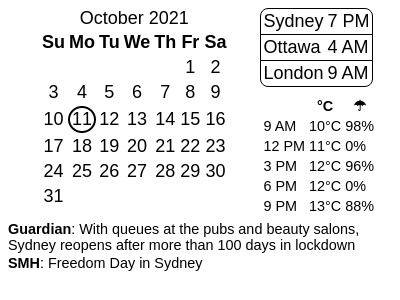 October 2021
Su Mo Tu We Th Fr Sa
1 2
3 4 5 6 7 8 9
10 11 12 13 14 15 16
17 18 19 20 21 22 23
24 25 26 27 28 29 30
31
Sydney 7 PM
Ottawa 4 AM
London 9 AM
°C ☂
9 AM 10°C 98%
12 PM 11°C 0%
3 PM 12°C 96%
6 PM 12°C 0%
9 PM 13°C 88%
Guardian: With queues at the pubs and beauty salons,
Sydney reopens after more than 100 days in lockdown
SMH: Freedom Day in Sydney